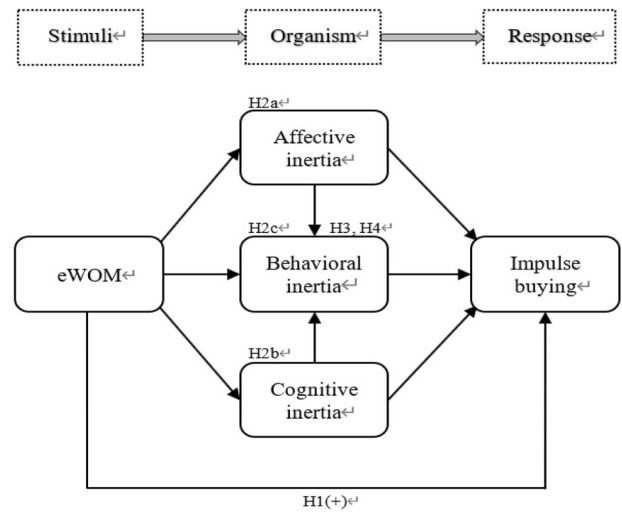 Stimuli↵
Organism↵
Response↵
H2a↵
Affective
inertia↵
H2c↵
H3, H4↵
eWOM↵
Behavioral
inertia↵
Impulse
buying↵
H2b↵
Cognitive
inertia↵
H1(+)↵